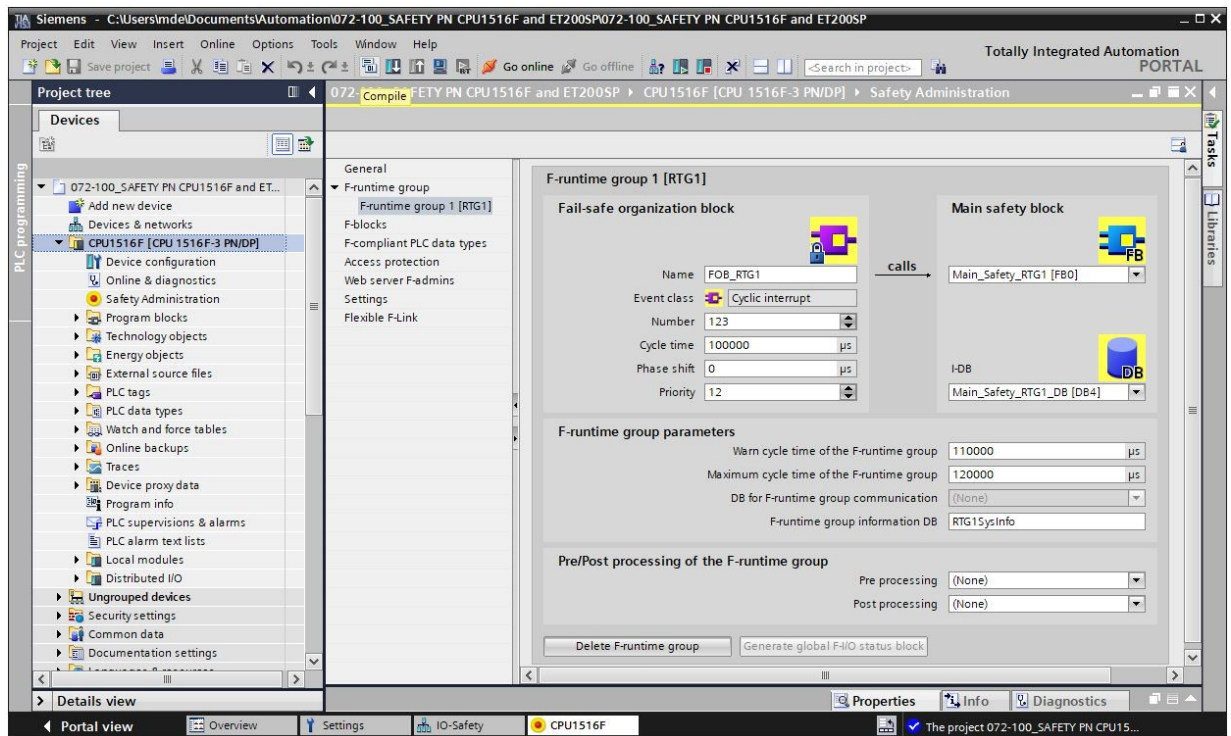 Siemens - C:\Users\mde\Documents\Automation\072-100_SAFETY PN CPU1516F and ET200SP\072-100_SAFETY PN CPU1516F and ET200SP
Project Edit View Insert Online Options Tools Window Help
Totally Integrated Automation
PORTAL
Save project
Go online
Go offline
<Search in project>
Project tree
Compile
CPU1516F and ET200SP
CPU1516F [CPU 1516F-3 PN/DP]
Safety Administration
Devices
PLC programming
Tasks
Libraries
072-100_SAFETY PN CPU1516F and ET...
Add new device
Devices & networks
CPU1516F [CPU 1516F-3 PN/DP]
Device configuration
Online & diagnostics
Safety Administration
Program blocks
Technology objects
Energy objects
External source files
PLC tags
PLC data types
Watch and force tables
Online backups
Traces
Device proxy data
Program info
PLC supervisions & alarms
PLC alarm text lists
Local modules
Distributed I/O
Ungrouped devices
Security settings
Common data
Documentation settings
General
F-runtime group
F-runtime group 1 [RTG1]
F-blocks
F-compliant PLC data types
Access protection
Web server F-admins
Settings
Flexible F-Link
F-runtime group 1 [RTG1]
Fail-safe organization block
Main safety block
FB
Name FOB_RTG1
calls
Main_Safety_RTG1 [FB0]
Event class Cyclic interrupt
Number 123
Cycle time 100000 µs
Phase shift 0 µs
I-DB
DB
Priority 12
Main_Safety_RTG1_DB [DB4]
F-runtime group parameters
Warn cycle time of the F-runtime group 110000 µs
Maximum cycle time of the F-runtime group 120000 µs
DB for F-runtime group communication (None)
F-runtime group information DB RTG1SysInfo
Pre/Post processing of the F-runtime group
Pre processing (None)
Post processing (None)
Delete F-runtime group
Generate global F-I/O status block
Details view
Properties
Info
Diagnostics
Portal view
Overview
Settings
IO-Safety
CPU1516F
The project 072-100_SAFETY PN CPU15...